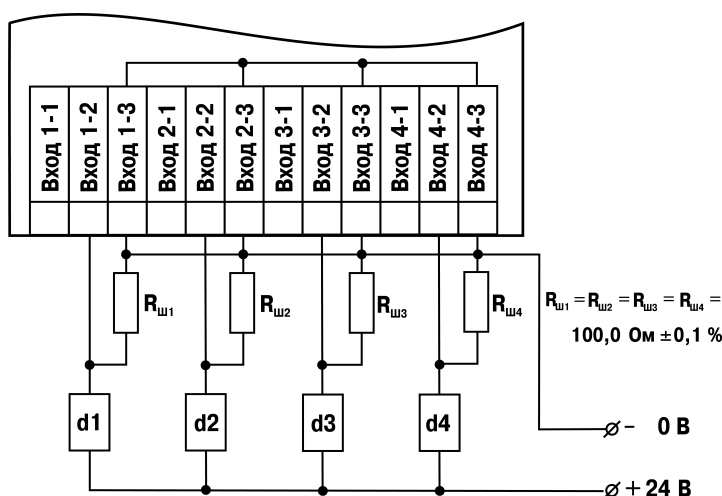 Вход 1-1
Вход 1-2
Вход 1-3
Вход 2-1
Вход 2-2
Вход 2-3
Вход 3-1
Вход 3-2
Вход 3-3
Вход 4-1
Вход 4-2
Вход 4-3
Rш1
Rш2
Rш3
Rш4
Rш1 = Rш2 = Rш3 = Rш4 =
100,0 Ом ±0,1 %
d1
d2
d3
d4
− 0 В
+ 24 В